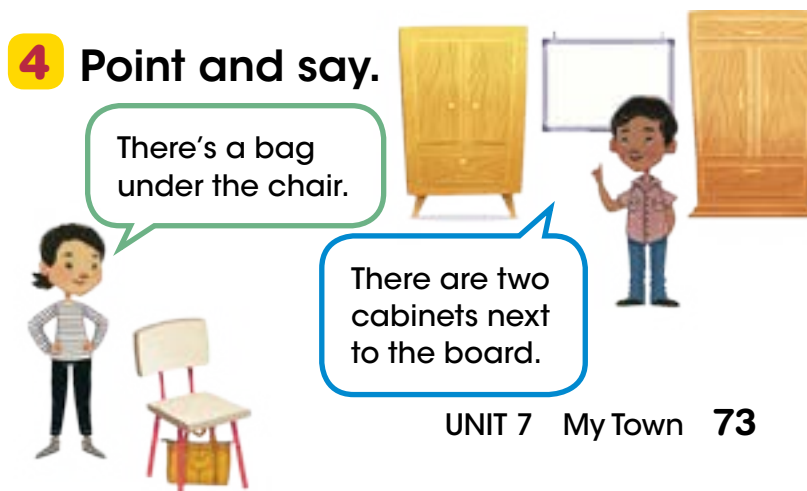 4 Point and say.
There's a bag
under the chair.
There are two
cabinets next
to the board.
UNIT 7 My Town 73